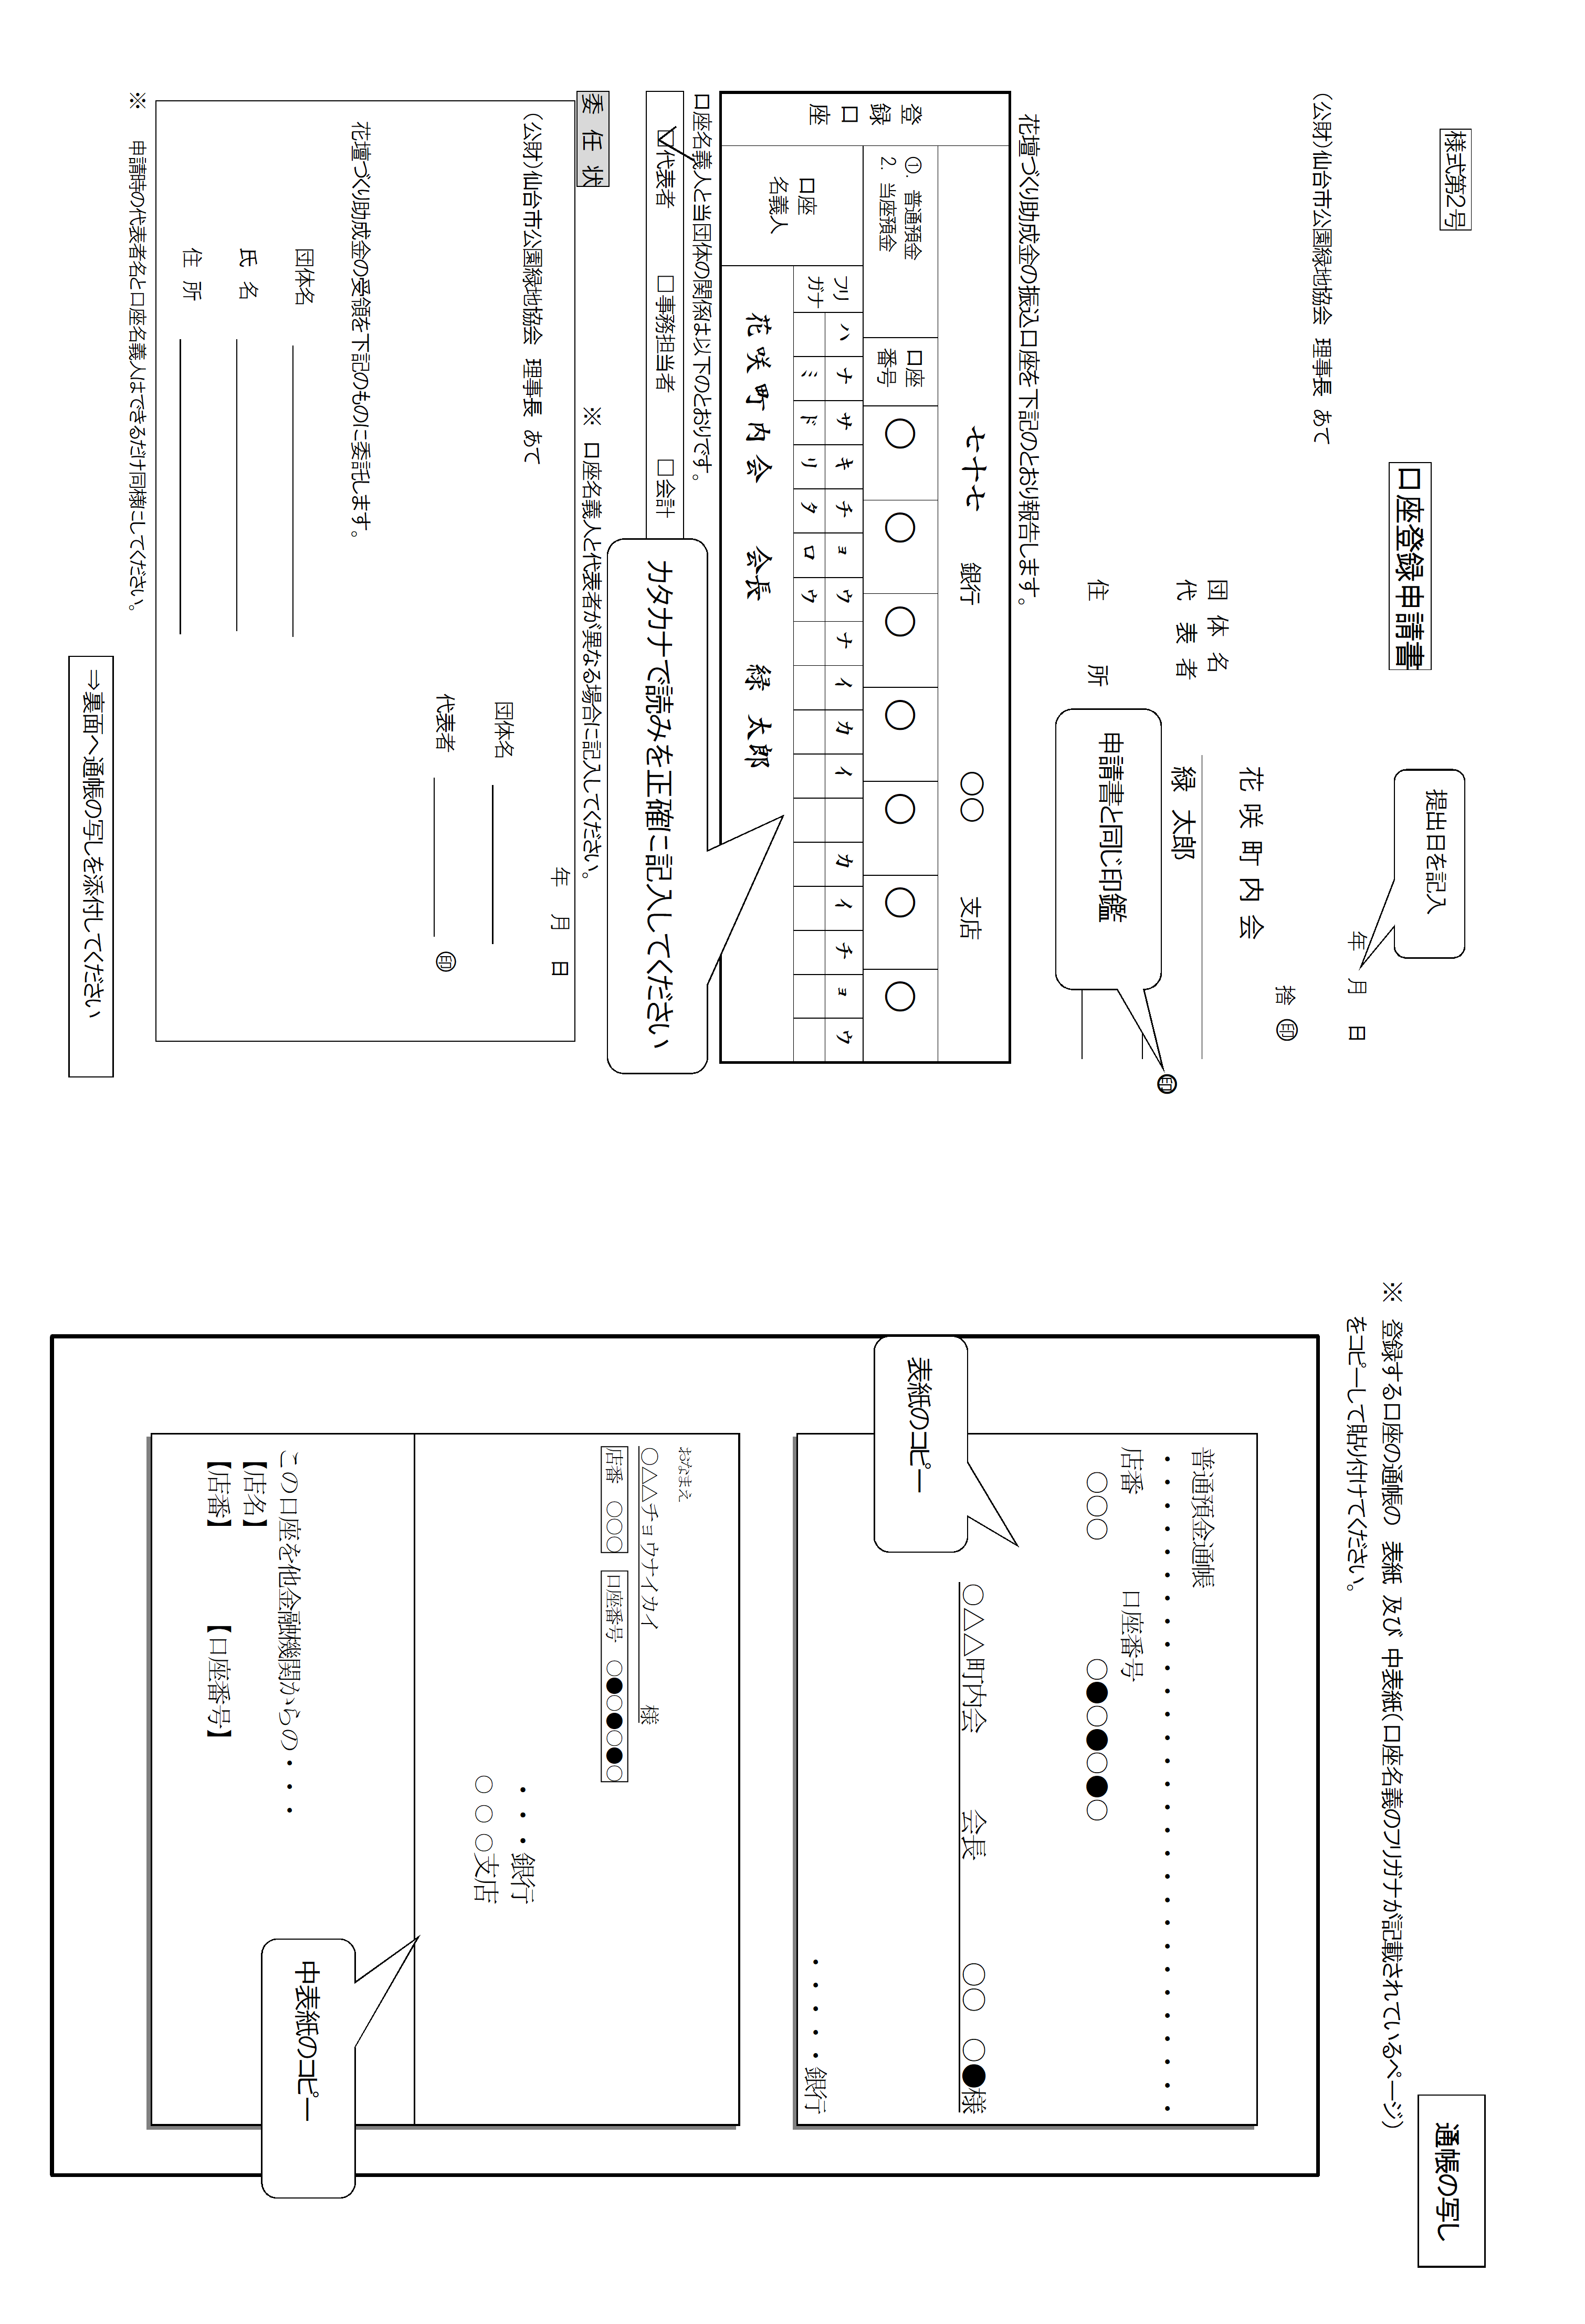 様式第2号
提出日を記入
年 月 日
口座登録申請書
捨 ㊞
（公財）仙台市公園緑地協会 理事長 あて
団 体 名 花 咲 町 内 会
代 表 者 緑 太郎 ㊞
申請書と同じ印鑑
住 所
花壇づくり助成金の振込口座を下記のとおり報告します。
登 録 口 座
七十七 銀行 〇〇 支店
①. 普通預金
2. 当座預金
口座番号
〇 〇 〇 〇 〇 〇 〇
口座名義人
フリガナ
ハ ナ サ キ チ ョ ウ ナ イ カ イ カ イ チ ョ ウ
ミ ド リ タ ロ ウ
花咲町内会 会長 緑 太郎
口座名義人と当団体の関係は以下のとおりです。
☑代表者 □事務担当者 □会計
カタカナで読みを正確に記入してください
委 任 状
※ 口座名義人と代表者が異なる場合に記入してください。
年 月 日
（公財）仙台市公園緑地協会 理事長 あて
団体名
代表者 ㊞
花壇づくり助成金の受領を下記のものに委託します。
団体名
氏 名
住 所
※ 申請時の代表者名と口座名義人はできるだけ同様にしてください。
⇒裏面へ通帳の写しを添付してください
通帳の写し
※ 登録する口座の通帳の 表紙 及び 中表紙（口座名義のフリガナが記載されているページ）
をコピーして貼り付けてください。
普通預金通帳
・・・・・・・・・・・・・・・・・・・・・・・・・・・・・
店番 口座番号
〇〇〇 〇●〇●〇●〇
〇△△町内会 会長 〇〇 〇●様
表紙のコピー
・・・・・銀行
おなまえ
〇△△チョウナイカイ 様
店番 〇〇〇 口座番号 〇●〇●〇●〇
・・・銀行
〇〇〇支店
この口座を他金融機関からの・・・
【店名】
【店番】 【口座番号】
中表紙のコピー